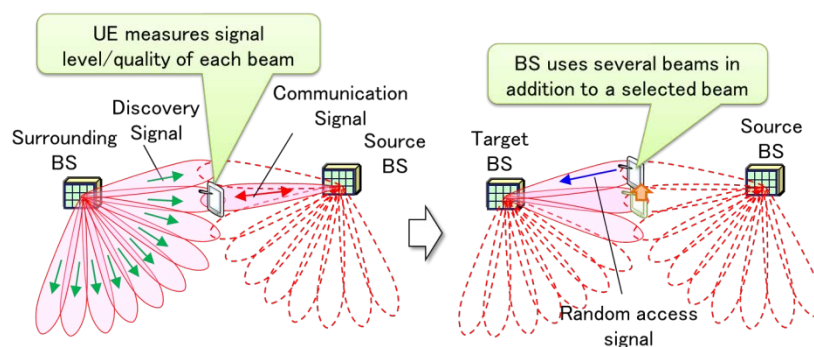 UE measures signal
level/quality of each beam
Discovery
Signal
Communication
Signal
Surrounding
BS
Source
BS
BS uses several beams in
addition to a selected beam
Target
BS
Source
BS
Random access
signal